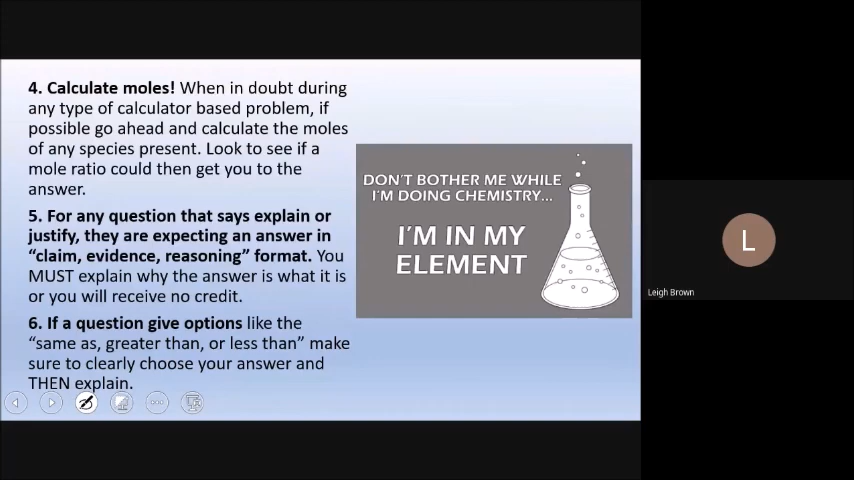 4. Calculate moles! When in doubt during
any type of calculator based problem, if
possible go ahead and calculate the moles
of any species present. Look to see if a
mole ratio could then get you to the
answer.
5. For any question that says explain or
justify, they are expecting an answer in
“claim, evidence, reasoning” format. You
MUST explain why the answer is what it is
or you will receive no credit.
6. If a question give options like the
“same as, greater than, or less than” make
sure to clearly choose your answer and
THEN explain.
DON'T BOTHER ME WHILE
I'M DOING CHEMISTRY...
I'M IN MY
ELEMENT
L
Leigh Brown